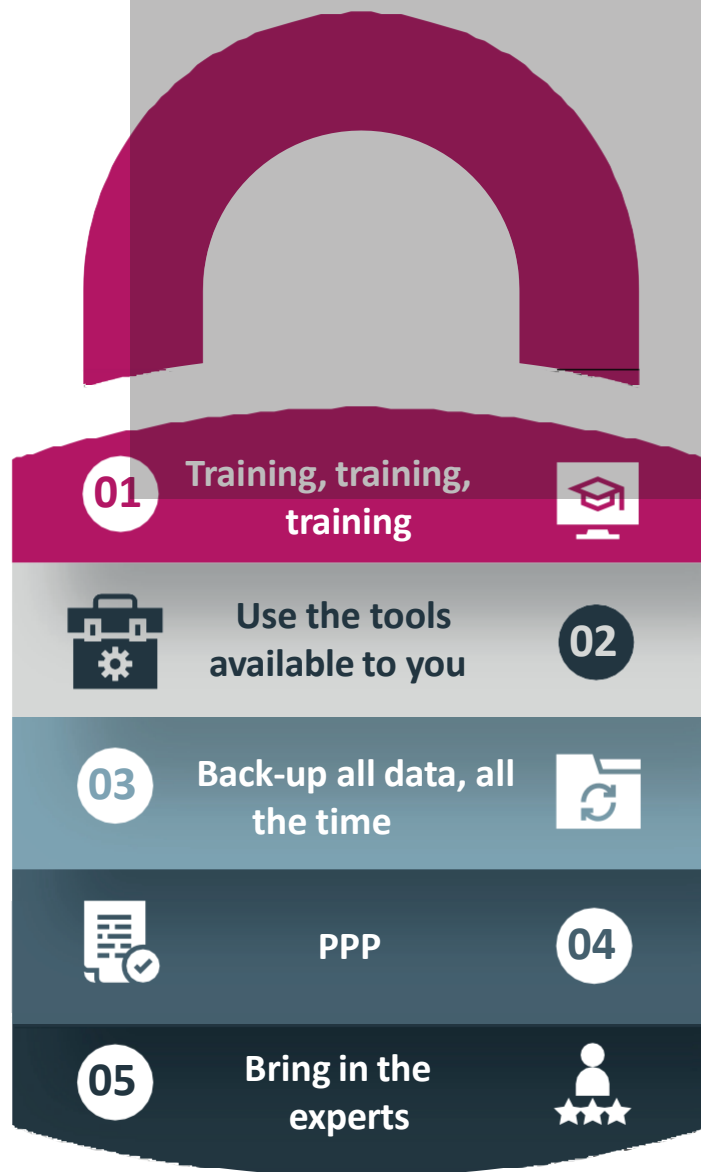 01
Training, training,
training
Use the tools
available to you
02
03
Back-up all data, all
the time
PPP
04
05
Bring in the
experts